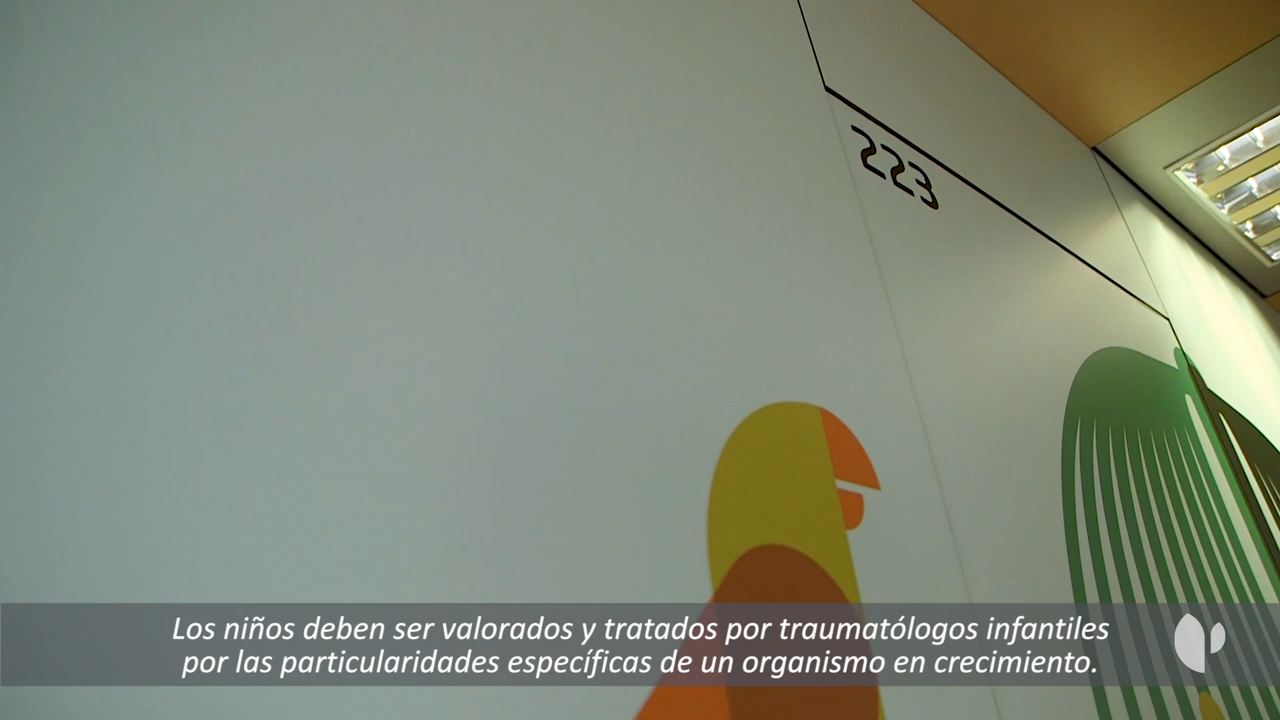 223
Los niños deben ser valorados y tratados por traumatólogos infantiles
por las particularidades específicas de un organismo en crecimiento.